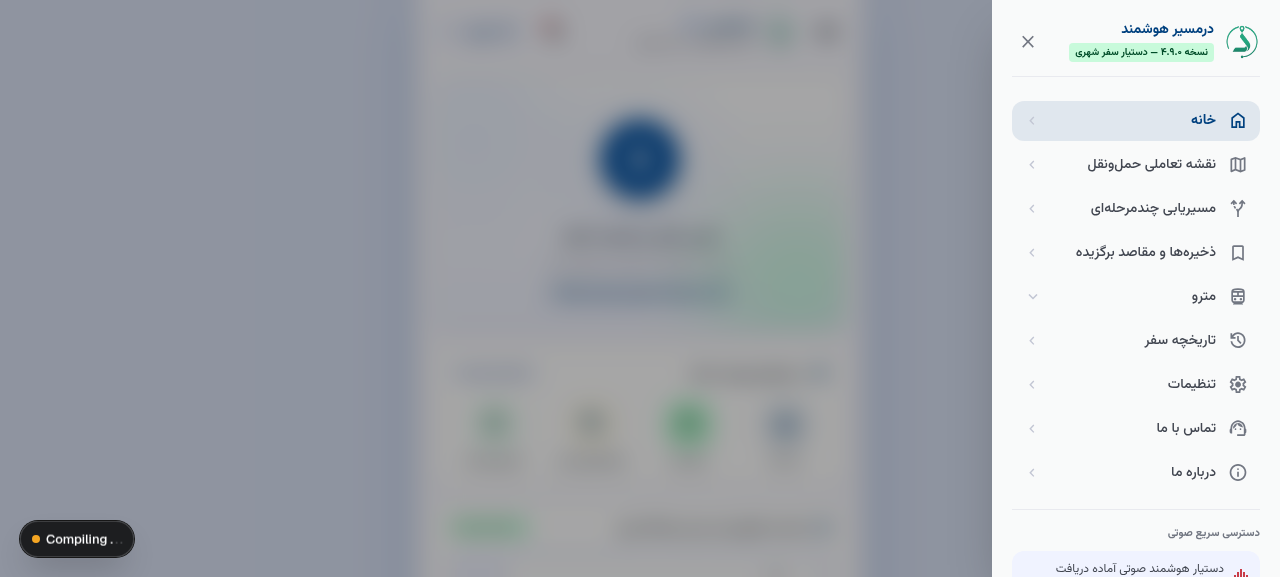 درمسیر هوشمند
نسخه ۴.۹.۰ — دستیار سفر شهری
خانه
نقشه تعاملی حمل‌ونقل
مسیریابی چندمرحله‌ای
ذخیره‌ها و مقاصد برگزیده
مترو
تاریخچه سفر
تنظیمات
تماس با ما
درباره ما
دسترسی سریع صوتی
دستیار هوشمند صوتی آماده دریافت
Compiling ...